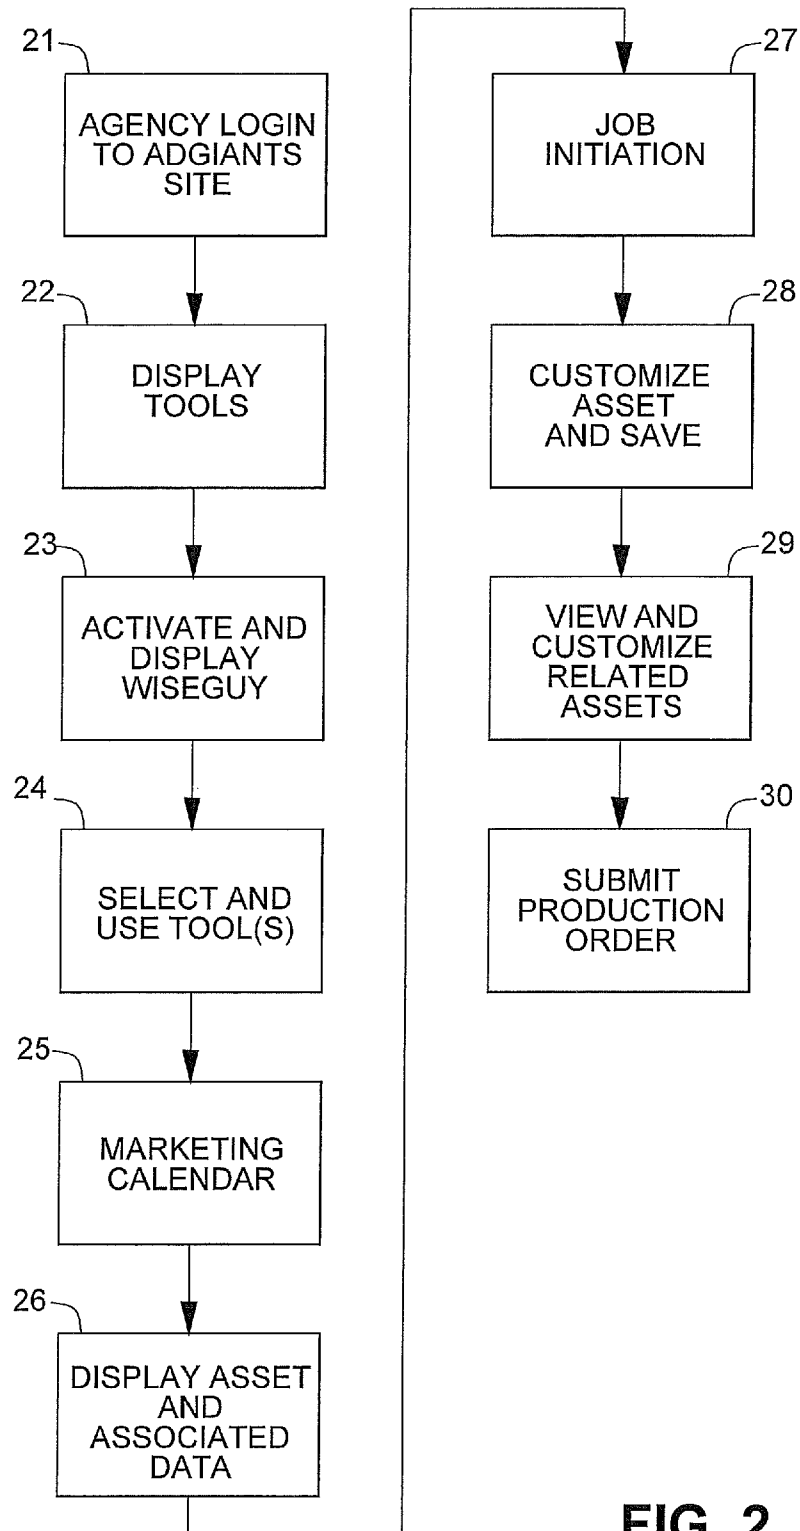 21
AGENCY LOGIN
TO ADGIANTS
SITE
22
DISPLAY
TOOLS
23
ACTIVATE AND
DISPLAY
WISEGUY
24
SELECT AND
USE TOOL(S)
25
MARKETING
CALENDAR
26
DISPLAY ASSET
AND
ASSOCIATED
DATA
27
JOB
INITIATION
28
CUSTOMIZE
ASSET
AND SAVE
29
VIEW AND
CUSTOMIZE
RELATED
ASSETS
30
SUBMIT
PRODUCTION
ORDER
FIG. 2